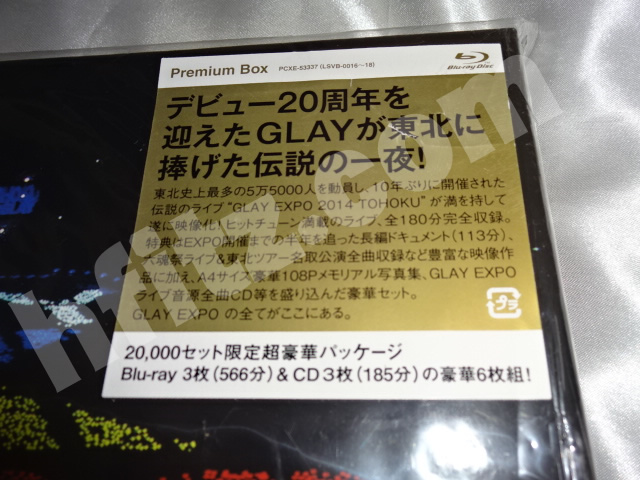 Premium Box PCXE-53337 (LSVB-0016～18)
Blu-ray Disc
デビュー20周年を
迎えたGLAYが東北に
捧げた伝説の一夜!
東北史上最多の5万5000人を動員し、10年ぶりに開催された
伝説のライブ"GLAY EXPO 2014 TOHOKU"が満を持して
遂に映像化!ヒットチューン満載のライブ、全180分完全収録。
特典はEXPO開催までの半年を追った長編ドキュメント(113分)、
六魂祭ライブ&東北ツアー名取公演全曲収録など豊富な映像作
品に加え、A4サイズ豪華108Pメモリアル写真集、GLAY EXPO
ライブ音源全曲CD等を盛り込んだ豪華セット。
GLAY EXPO の全てがここにある。
プラ
20,000セット限定超豪華パッケージ
Blu-ray 3枚(566分)&CD3枚(185分)の豪華6枚組!